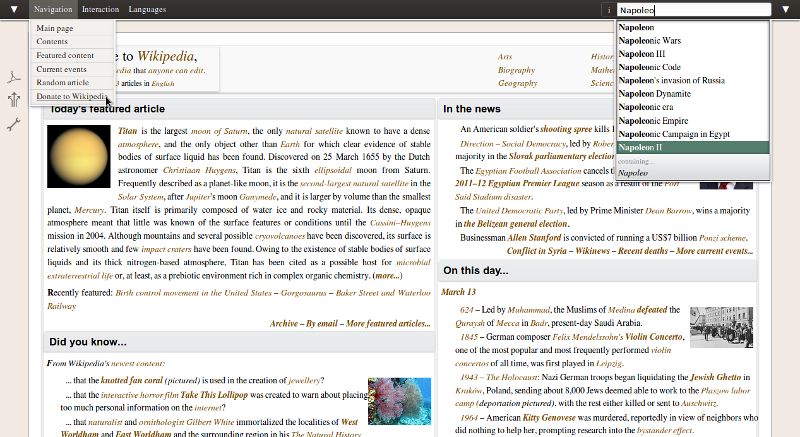 Navigation Interaction Languages
i Napoleo
Main page
Contents
Featured content
Current events
Random article
Donate to Wikipedia
Napoleon
Napoleonic Wars
Napoleon III
Napoleonic Code
Napoleon's invasion of Russia
Napoleon Dynamite
Napoleonic era
Napoleonic Empire
Napoleonic Campaign in Egypt
Napoleon II
containing...
Napoleo
e to Wikipedia,
edia that anyone can edit.
3 articles in English
Arts
Biography
Geography
Histor
Mathe
Scienc
Today's featured article
Titan is the largest moon of Saturn, the only natural satellite known to have a dense
atmosphere, and the only object other than Earth for which clear evidence of stable
bodies of surface liquid has been found. Discovered on 25 March 1655 by the Dutch
astronomer Christiaan Huygens, Titan is the sixth ellipsoidal moon from Saturn.
Frequently described as a planet-like moon, it is the second-largest natural satellite in the
Solar System, after Jupiter's moon Ganymede, and it is larger by volume than the smallest
planet, Mercury. Titan itself is primarily composed of water ice and rocky material. Its dense, opaque
atmosphere meant that little was known of the surface features or conditions until the Cassini–Huygens
mission in 2004. Although mountains and several possible cryovolcanoes have been discovered, its surface is
relatively smooth and few impact craters have been found. Owing to the existence of stable bodies of surface
liquids and its thick nitrogen-based atmosphere, Titan has been cited as a possible host for microbial
extraterrestrial life or, at least, as a prebiotic environment rich in complex organic chemistry. (more...)
Recently featured: Birth control movement in the United States – Gorgosaurus – Baker Street and Waterloo
Railway
Archive – By email – More featured articles...
Did you know...
From Wikipedia's newest content:
... that the knotted fan coral (pictured) is used in the creation of jewellery?
... that the interactive horror film Take This Lollipop was created to warn about placing
too much personal information on the internet?
... that naturalist and ornithologist Gilbert White immortalized the localities of West
Worldham and East Worldham and the surrounding region in his The Natural History
In the news
An American soldier's shooting spree kills 1
Direction – Social Democracy, led by Rober
majority in the Slovak parliamentary election
The Egyptian Football Association cancels th
2011–12 Egyptian Premier League season as a result of the Port
Said Stadium disaster.
The United Democratic Party, led by Prime Minister Dean Barrow, wins a majority
in the Belizean general election.
Businessman Allen Stanford is convicted of running a US$7 billion Ponzi scheme.
Conflict in Syria – Wikinews – Recent deaths – More current events...
On this day...
March 13
624 – Led by Muhammad, the Muslims of Medina defeated the
Quraysh of Mecca in Badr, present-day Saudi Arabia.
1845 – German composer Felix Mendelssohn's Violin Concerto,
one of the most popular and most frequently performed violin
concertos of all time, was first played in Leipzig.
1943 – The Holocaust: Nazi German troops began liquidating the Jewish Ghetto in
Kraków, Poland, sending about 8,000 Jews deemed able to work to the Plaszow labor
camp (deportation pictured), with the rest either killed or sent to Auschwitz.
1964 – American Kitty Genovese was murdered, reportedly in view of neighbors who
did nothing to help her, prompting research into the bystander effect.